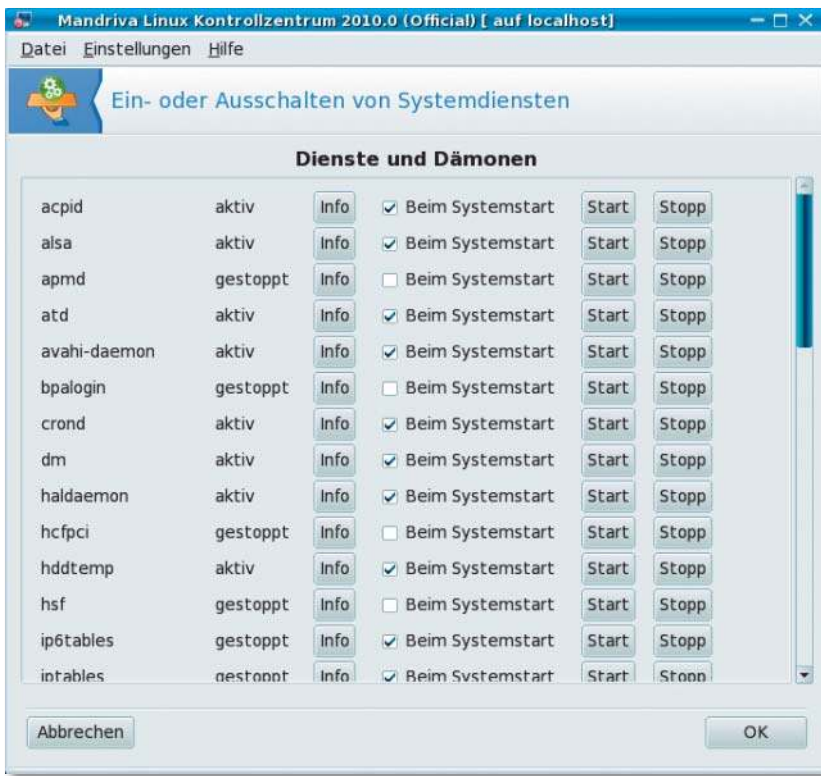 Mandriva Linux Kontrollzentrum 2010.0 (Official) [ auf localhost]
Datei Einstellungen Hilfe
Ein- oder Ausschalten von Systemdiensten
Dienste und Dämonen
acpid aktiv Info Beim Systemstart Start Stopp
alsa aktiv Info Beim Systemstart Start Stopp
apmd gestoppt Info Beim Systemstart Start Stopp
atd aktiv Info Beim Systemstart Start Stopp
avahi-daemon aktiv Info Beim Systemstart Start Stopp
bpalogin gestoppt Info Beim Systemstart Start Stopp
crond aktiv Info Beim Systemstart Start Stopp
dm aktiv Info Beim Systemstart Start Stopp
haldaemon aktiv Info Beim Systemstart Start Stopp
hcfpci gestoppt Info Beim Systemstart Start Stopp
hddtemp aktiv Info Beim Systemstart Start Stopp
hsf gestoppt Info Beim Systemstart Start Stopp
ip6tables gestoppt Info Beim Systemstart Start Stopp
iptables gestoppt Info Beim Systemstart Start Stopp
Abbrechen OK